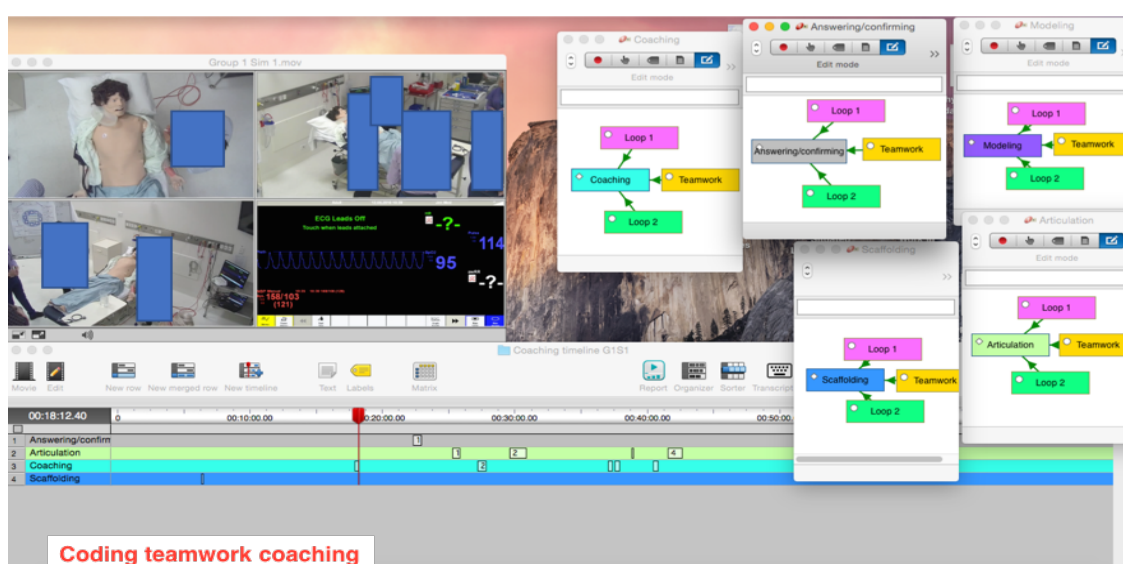 Group 1 Sim 1.mov
ECG Leads Off
Touch when leads attached
-?-
114
95
-?-
158/103
(121)
Coaching
Edit mode
Loop 1
Coaching
Teamwork
Loop 2
Answering/confirming
Edit mode
Loop 1
Answering/confirming
Teamwork
Loop 2
Modeling
Edit mode
Loop 1
Modeling
Teamwork
Loop 2
Scaffolding
Loop 1
Scaffolding
Teamwork
Loop 2
Articulation
Edit mode
Loop 1
Articulation
Teamwork
Loop 2
Coaching timeline G1S1
Movie Edit New row New merged row New timeline Text Labels Matrix Report Organizer Sorter Transcript
00:18:12.40 0 00:10:00.00 00:20:00.00 00:30:00.00 00:40:00.00 00:50:00.
1 Answering/confirm 1
2 Articulation 1 2 4
3 Coaching 2
4 Scaffolding
Coding teamwork coaching